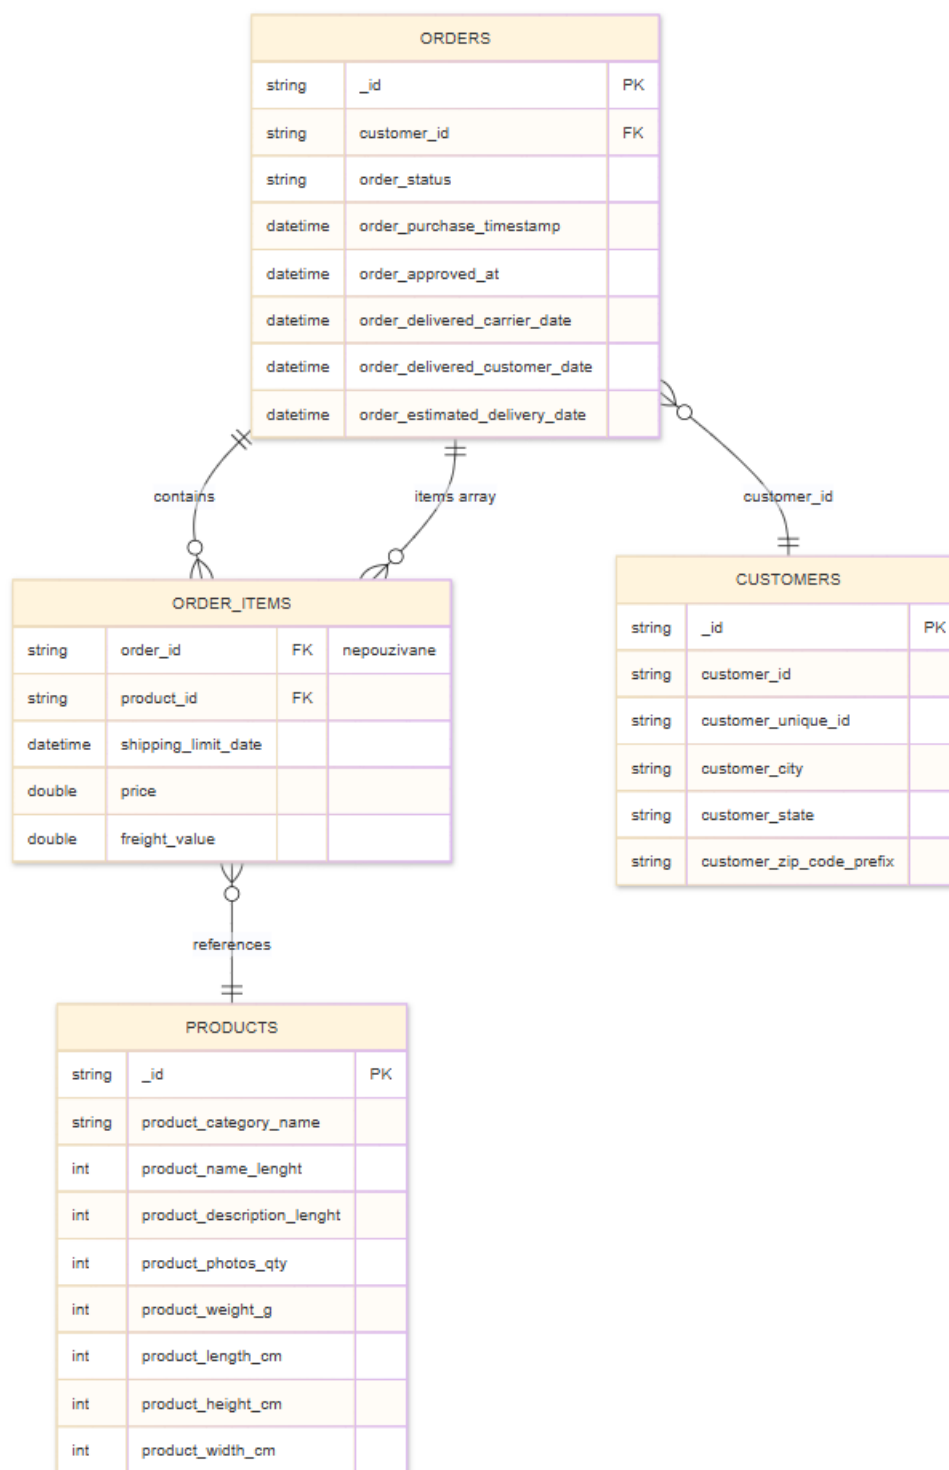 ORDERS
string _id PK
string customer_id FK
string order_status
datetime order_purchase_timestamp
datetime order_approved_at
datetime order_delivered_carrier_date
datetime order_delivered_customer_date
datetime order_estimated_delivery_date
contains
items array
customer_id
ORDER_ITEMS
string order_id FK nepouzivane
string product_id FK
datetime shipping_limit_date
double price
double freight_value
CUSTOMERS
string _id PK
string customer_id
string customer_unique_id
string customer_city
string customer_state
string customer_zip_code_prefix
references
PRODUCTS
string _id PK
string product_category_name
int product_name_lenght
int product_description_lenght
int product_photos_qty
int product_weight_g
int product_length_cm
int product_height_cm
int product_width_cm